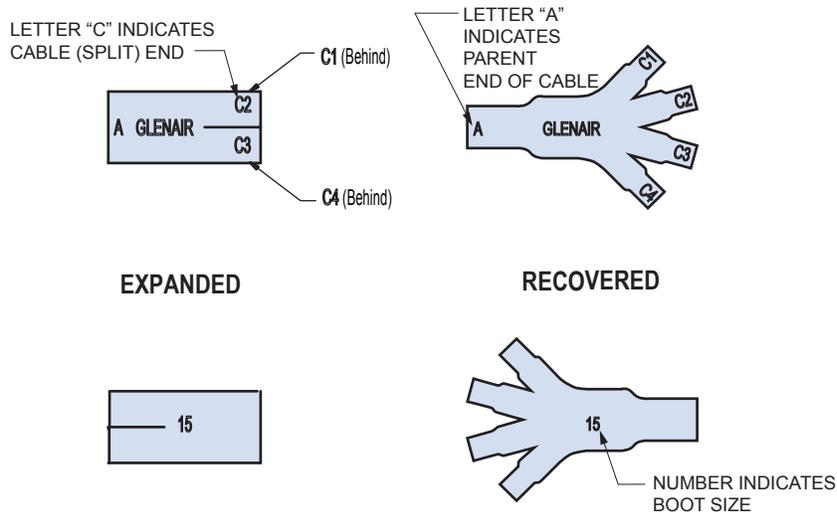 LETTER “C” INDICATES
CABLE (SPLIT) END
C1 (Behind)
C2
A GLENAIR
C3
C4 (Behind)
LETTER “A”
INDICATES
PARENT
END OF CABLE
C1
C2
A GLENAIR
C3
C4
EXPANDED
RECOVERED
15
15
NUMBER INDICATES
BOOT SIZE